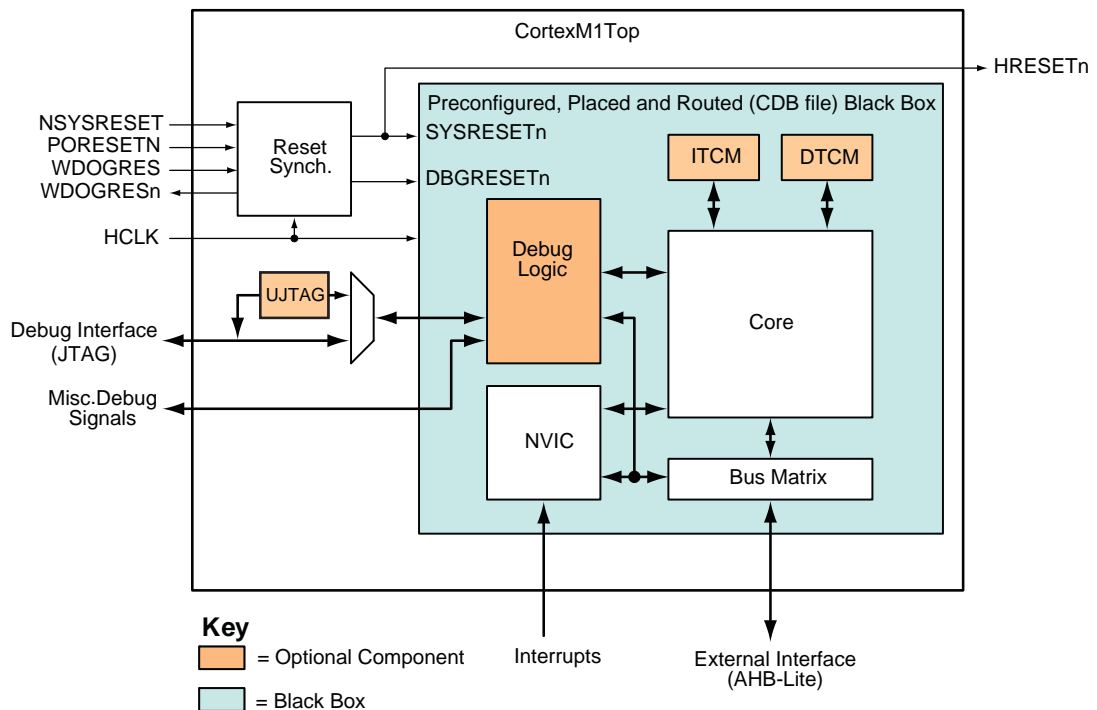 CortexM1Top
HRESETn
Preconfigured, Placed and Routed (CDB file) Black Box
NSYSRESET
PORESETN
WDOGRES
WDOGRESn
Reset
Synch.
SYSRESETn
DBGRESETn
ITCM
DTCM
HCLK
Debug
Logic
UJTAG
Core
Debug Interface
(JTAG)
Misc.Debug
Signals
NVIC
Bus Matrix
Key
= Optional Component
= Black Box
Interrupts
External Interface
(AHB-Lite)